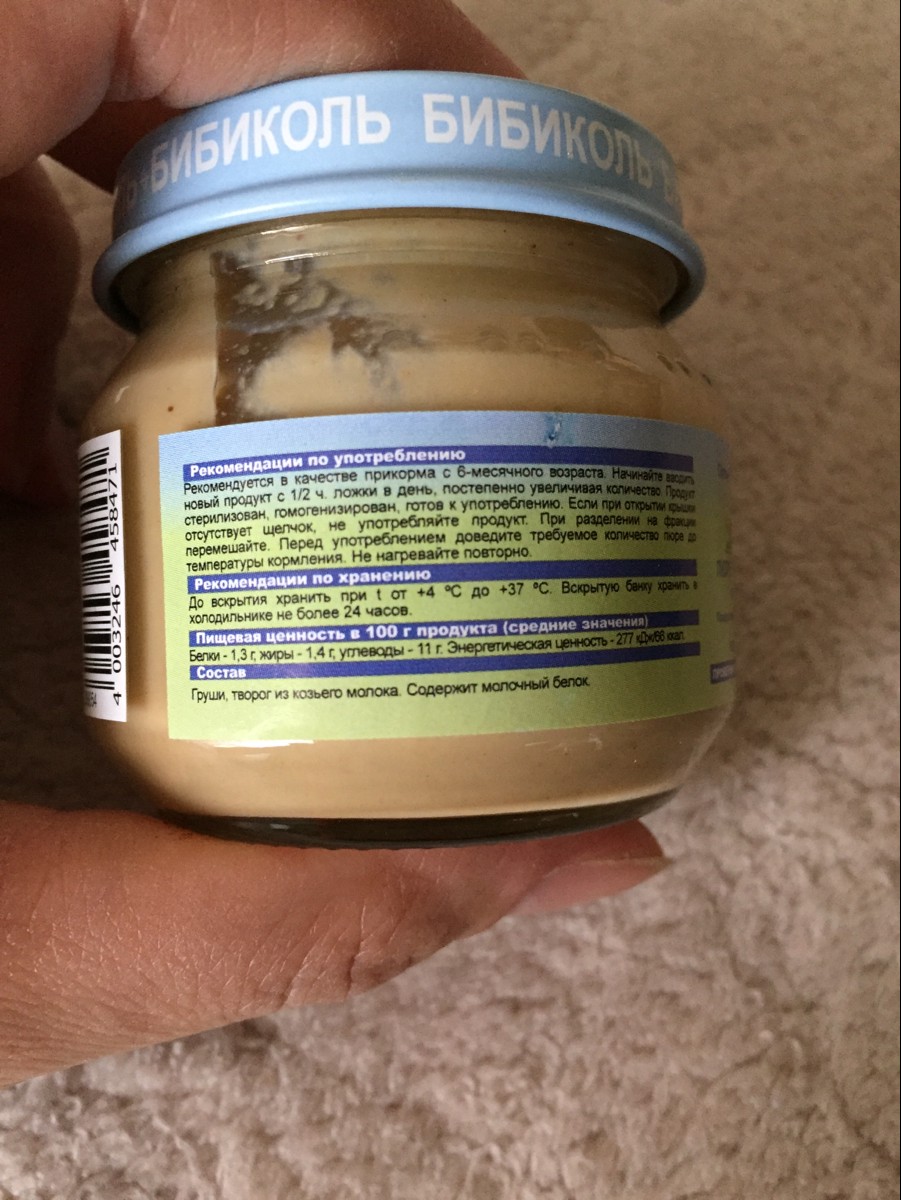 БИБИКОЛЬ БИБИКОЛЬ
Рекомендации по употреблению
Рекомендуется в качестве прикорма с 6-месячного возраста. Начинайте вводить
новый продукт с 1/2 ч. ложки в день, постепенно увеличивая количество. Продукт
стерилизован, гомогенизирован, готов к употреблению. Если при открытии крышки
отсутствует щелчок, не употребляйте продукт. При разделении на фракции
перемешайте. Перед употреблением доведите требуемое количество пюре до
температуры кормления. Не нагревайте повторно.
Рекомендации по хранению
До вскрытия хранить при t от +4 °C до +37 °C. Вскрытую банку хранить в
холодильнике не более 24 часов.
Пищевая ценность в 100 г продукта (средние значения)
Белки - 1,3 г, жиры - 1,4 г, углеводы - 11 г. Энергетическая ценность - 277 кДж/66 ккал.
Состав
Груши, творог из козьего молока. Содержит молочный белок.
4 003246 458471